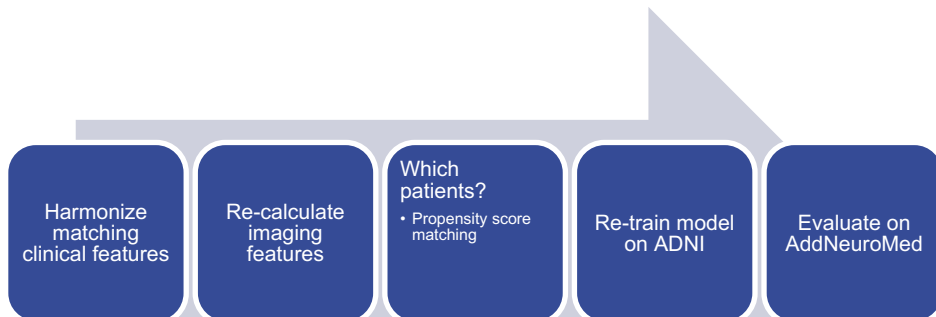 Harmonize
matching
clinical features
Re-calculate
imaging
features
Which
patients?
• Propensity score
matching
Re-train model
on ADNI
Evaluate on
AddNeuroMed